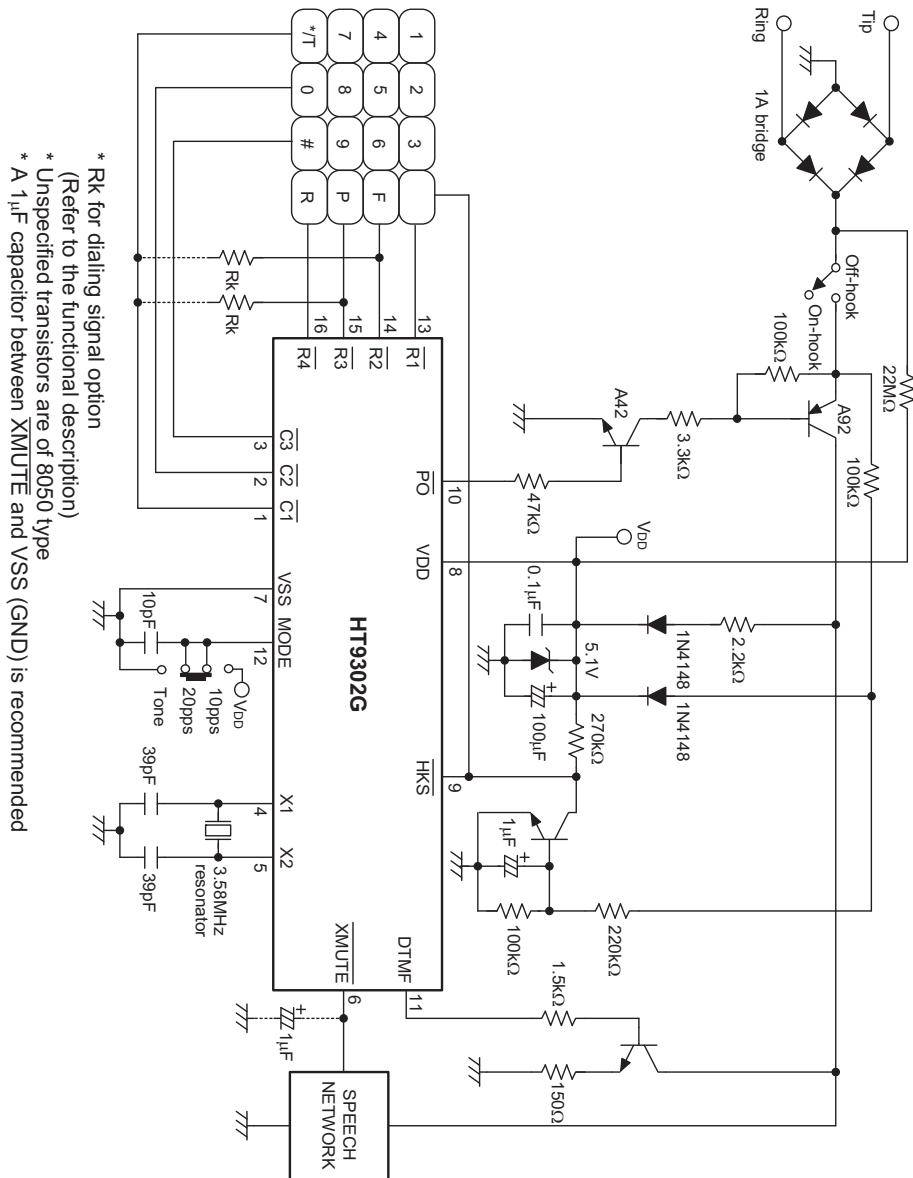 Tip
Ring
1A bridge
Off-hook
On-hook
22MΩ
100kΩ
A92
100kΩ
A42
3.3kΩ
47kΩ
VDD
0.1μF
5.1V
100μF
1N4148
1N4148
2.2kΩ
270kΩ
1μF
100kΩ
220kΩ
1.5kΩ
150Ω
1 2 3
4 5 6 F
7 8 9 P
*/T 0 # R
Rk
Rk
13 14 15 16
R1
R2
R3
R4
3 2 1
C3
C2
C1
PO
10
VDD
8
HKS
9
DTMF
11
HT9302G
VSS
7
MODE
12
X1
4
X2
5
XMUTE
6
10pF
VDD
10pps
20pps
Tone
39pF
39pF
3.58MHz
resonator
1μF
SPEECH
NETWORK
* Rk for dialing signal option
(Refer to the functional description)
* Unspecified transistors are of 8050 type
* A 1μF capacitor between XMUTE and VSS (GND) is recommended